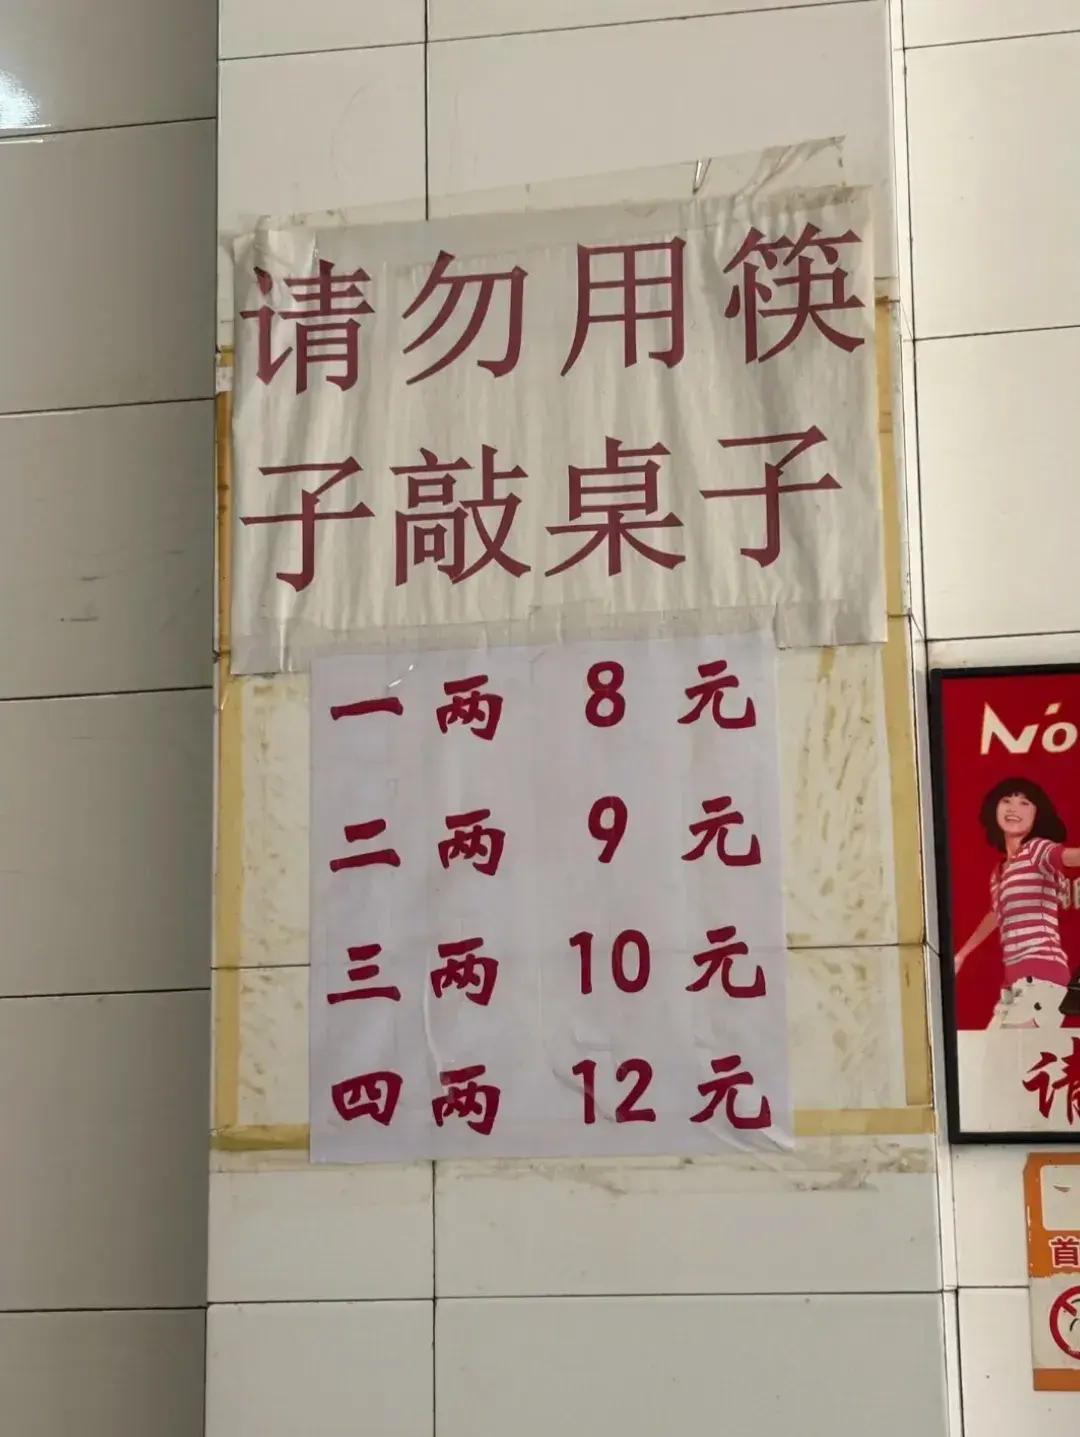 请勿用筷
子敲桌子
一两 8元
二两 9元
三两 10元
四两 12元
Nó
请
首